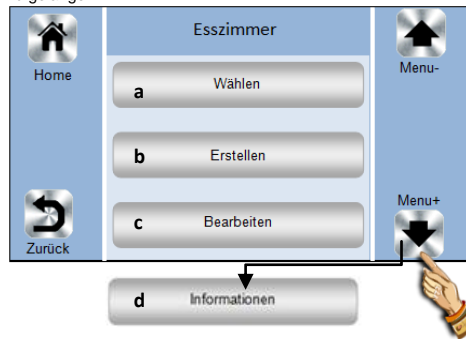 Esszimmer
Home
Menu-
a Wählen
b Erstellen
Menu+
c Bearbeiten
Zurück
d Informationen